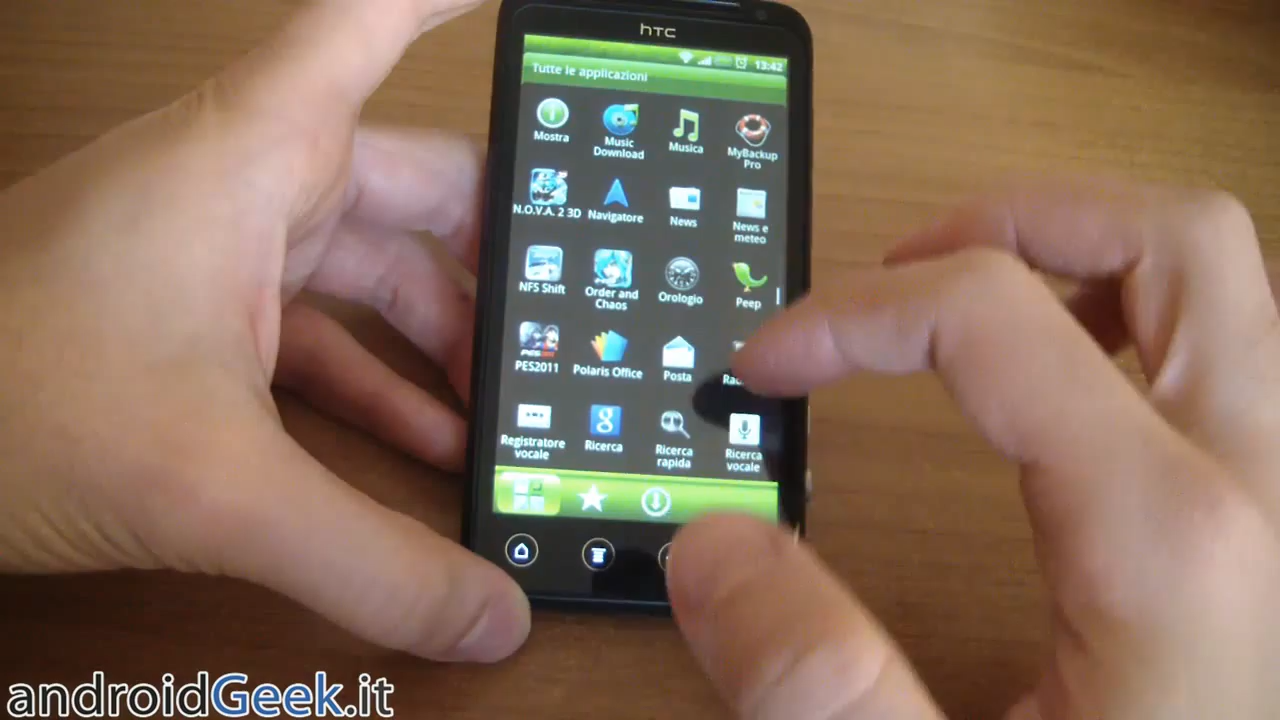 hTC
13:42
Tutte le applicazioni
Mostra
Music
Download
Musica
MyBackup
Pro
N.O.V.A. 2 3D
Navigatore
News
News e
meteo
NFS Shift
Order and
Chaos
Orologio
Peep
PES2011
Polaris Office
Posta
Registratore
vocale
Ricerca
Ricerca
rapida
Ricerca
vocale
androidGeek.it